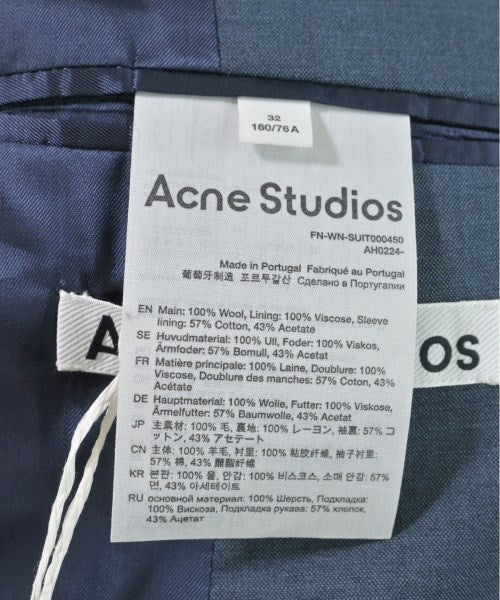 32
160/76A
Acne Studios
FN-WN-SUIT000450
AH0224-
Made in Portugal Fabriqué au Portugal
葡萄牙制造 포르투갈산 Сделано в Португалии
EN Main: 100% Wool, Lining: 100% Viscose, Sleeve
lining: 57% Cotton, 43% Acetate
SE Huvudmaterial: 100% Ull, Foder: 100% Viskos,
Ärmfoder: 57% Bomull, 43% Acetat
FR Matière principale: 100% Laine, Doublure: 100%
Viscose, Doublure des manches: 57% Coton, 43%
Acétate
DE Hauptmaterial: 100% Wolle, Futter: 100% Viskose,
Ärmelfutter: 57% Baumwolle, 43% Acetat
JP 主素材: 100% 毛, 裏地: 100% レーヨン, 袖裏: 57% コ
ットン, 43% アセテート
CN 主体: 100% 羊毛, 衬里: 100% 粘胶纤维, 袖子衬里:
57% 棉, 43% 醋酯纤维
KR 본판: 100% 울, 안감: 100% 비스코스, 소매 안감: 57%
면, 43% 아세테이트
RU основной материал: 100% Шерсть, Подкладка:
100% Вискоза, Подкладка рукава: 57% хлопок,
43% Ацетат
A
OS